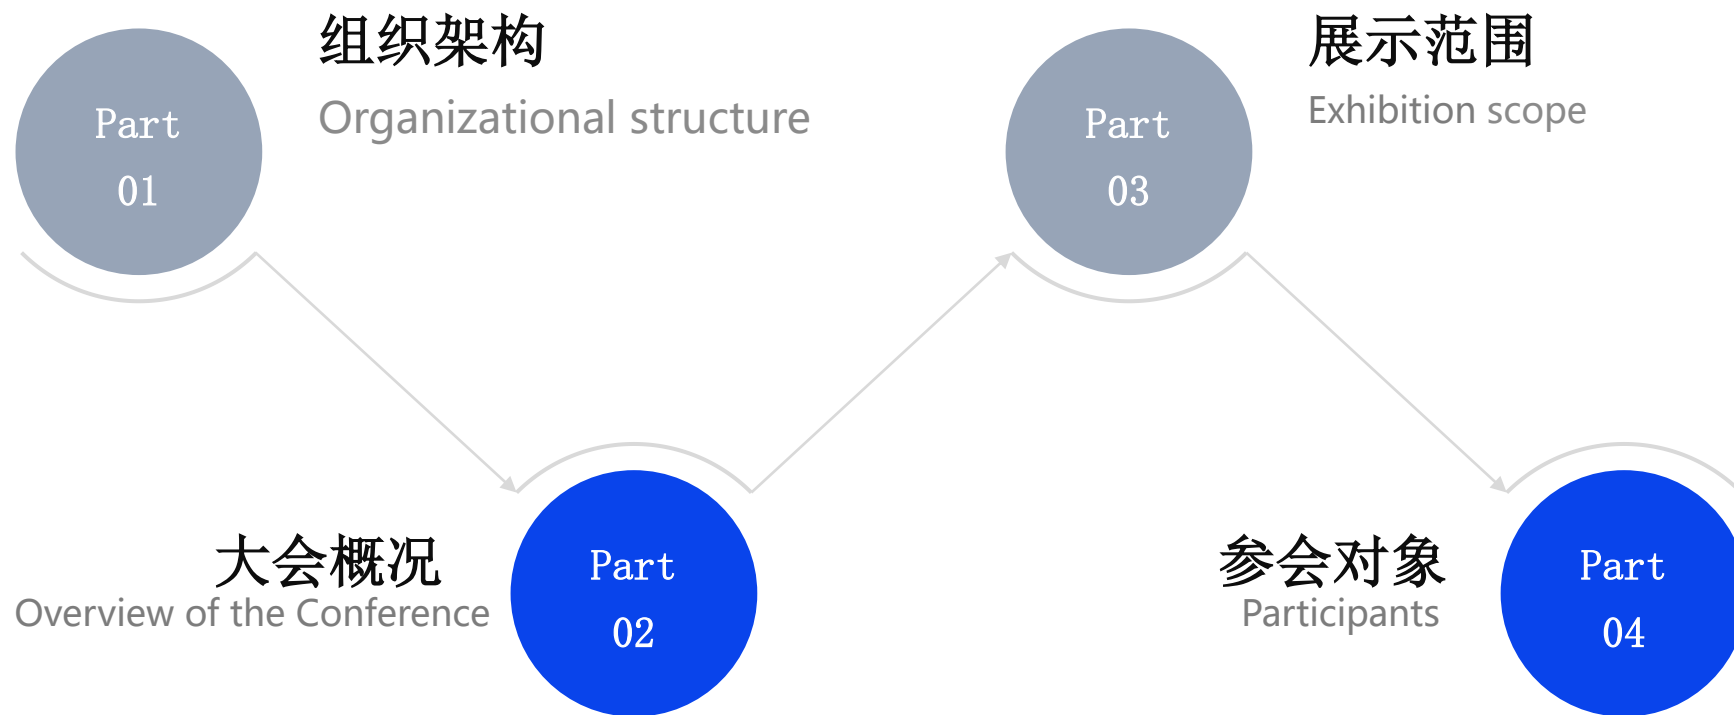 Part
01
组织架构
Organizational structure
Part
02
大会概况
Overview of the Conference
Part
03
展示范围
Exhibition scope
Part
04
参会对象
Participants